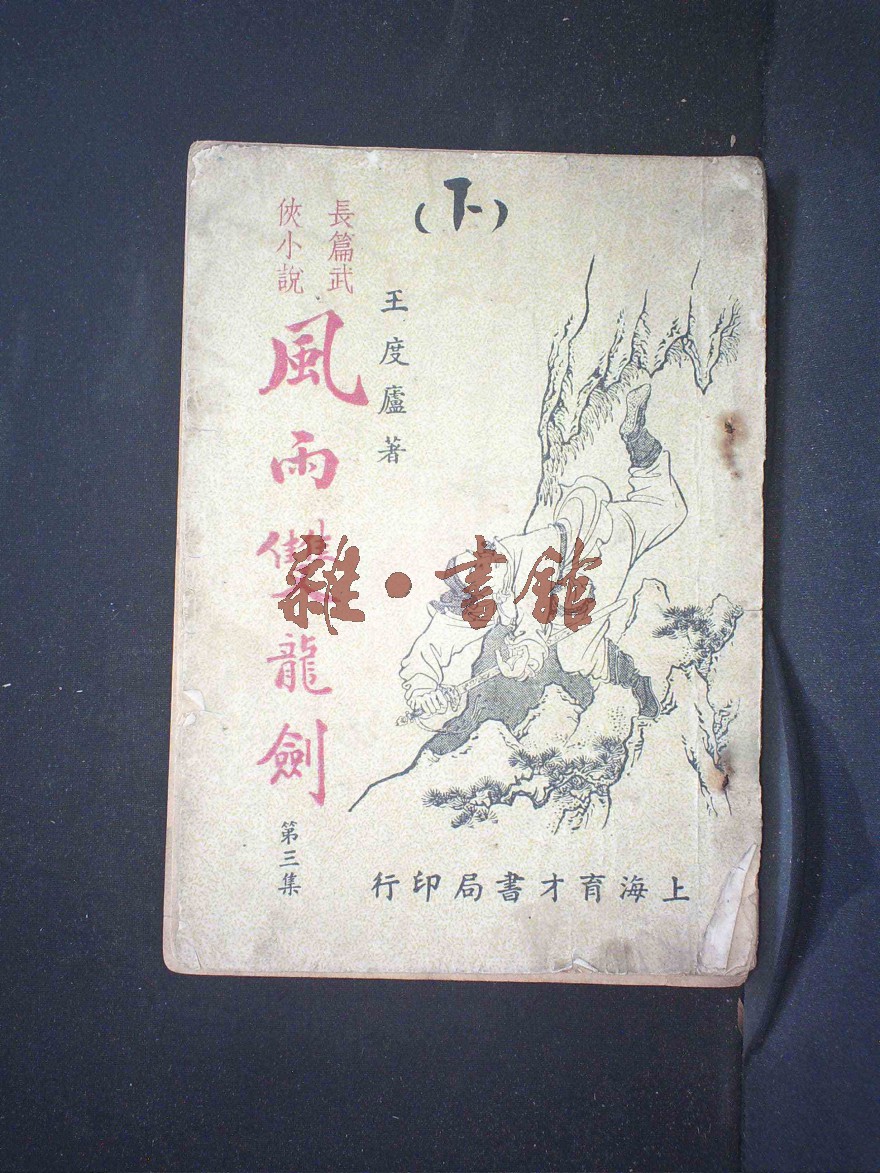 (下)
長篇武
俠小說
王度廬著
風雨雙龍劍
第三集
上海育才書局印行
雜·書館